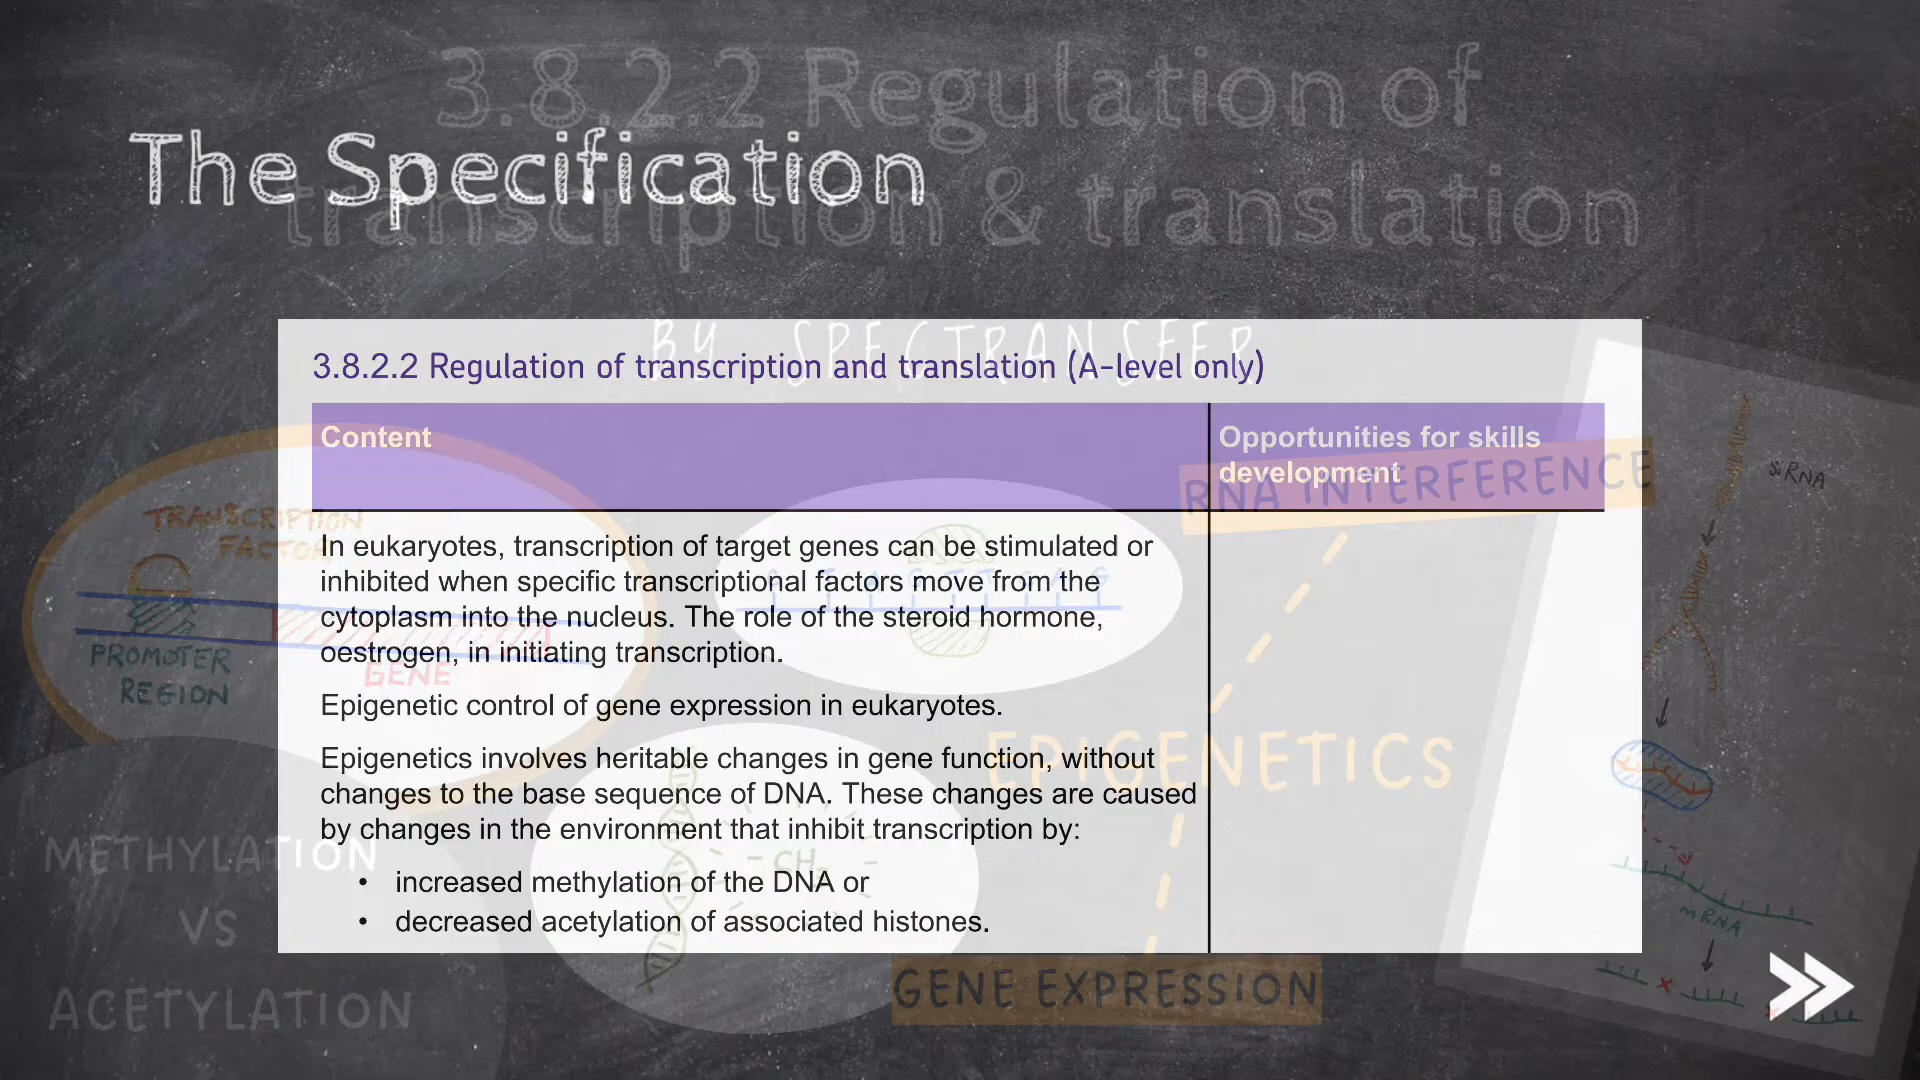 3.8.2.2 Regulation of
The Specification
transcription & translation
BY SPECTRANSFER
3.8.2.2 Regulation of transcription and translation (A-level only)
Content
Opportunities for skills
development
RNA INTERFERENCE
siRNA
TRANSCRIPTION
FACTOR
In eukaryotes, transcription of target genes can be stimulated or
inhibited when specific transcriptional factors move from the
cytoplasm into the nucleus. The role of the steroid hormone,
oestrogen, in initiating transcription.
PROMOTER
REGION
GENE
Epigenetic control of gene expression in eukaryotes.
EPIGENETICS
Epigenetics involves heritable changes in gene function, without
changes to the base sequence of DNA. These changes are caused
by changes in the environment that inhibit transcription by:
• increased methylation of the DNA or
• decreased acetylation of associated histones.
METHYLATION
VS
ACETYLATION
mRNA
GENE EXPRESSION